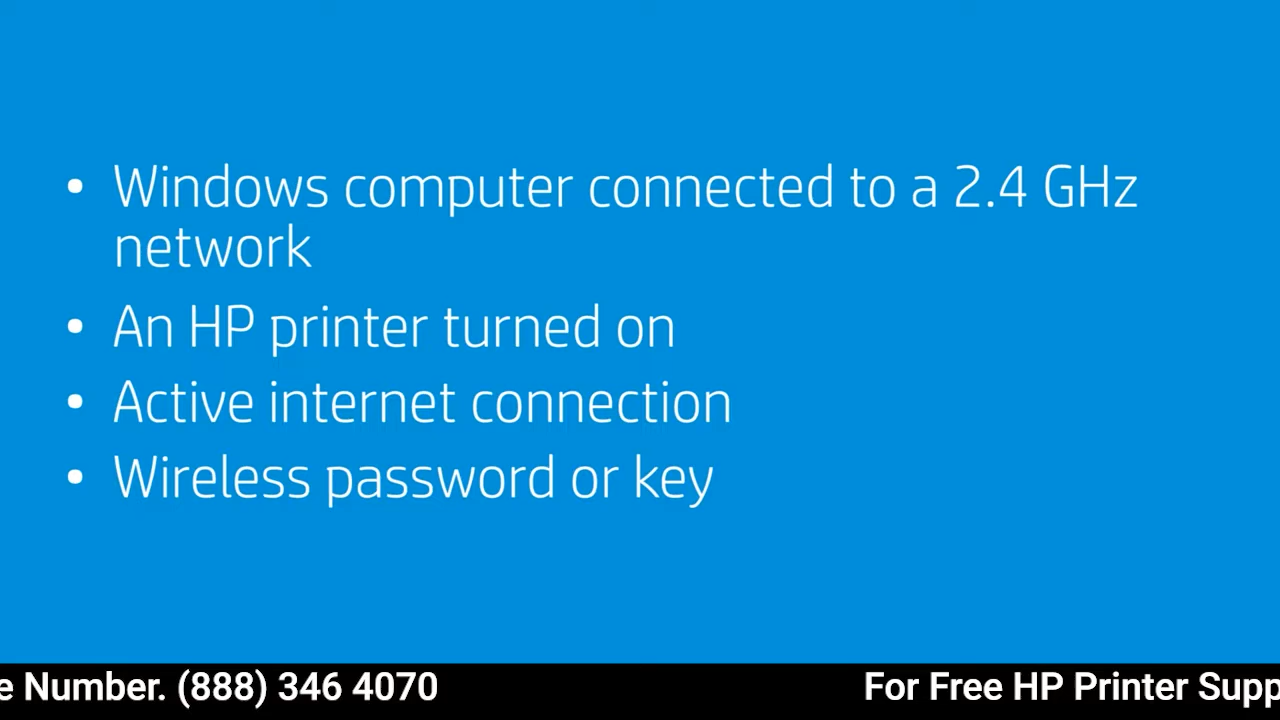 • Windows computer connected to a 2.4 GHz
network
• An HP printer turned on
• Active internet connection
• Wireless password or key
e Number. (888) 346 4070 For Free HP Printer Supp